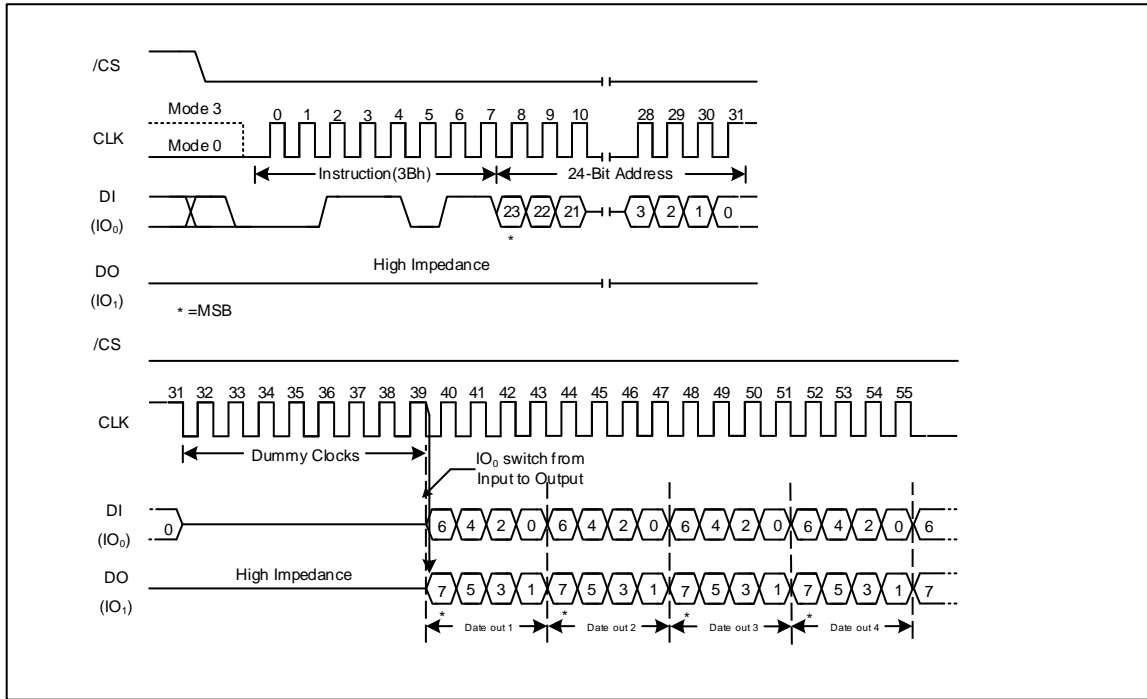 /CS
Mode 3
0 1 2 3 4 5 6 7 8 9 10 28 29 30 31
CLK
Mode 0
Instruction(3Bh) 24-Bit Address
DI
(IO₀)
23 22 21 3 2 1 0
*
DO
High Impedance
(IO₁)
* =MSB
/CS
31 32 33 34 35 36 37 38 39 40 41 42 43 44 45 46 47 48 49 50 51 52 53 54 55
CLK
Dummy Clocks
IO₀ switch from
Input to Output
DI
(IO₀)
0 6 4 2 0 6 4 2 0 6 4 2 0 6 4 2 0 6
DO
High Impedance
(IO₁)
7 5 3 1 7 5 3 1 7 5 3 1 7 5 3 1 7
* * * *
Date out 1 Date out 2 Date out 3 Date out 4